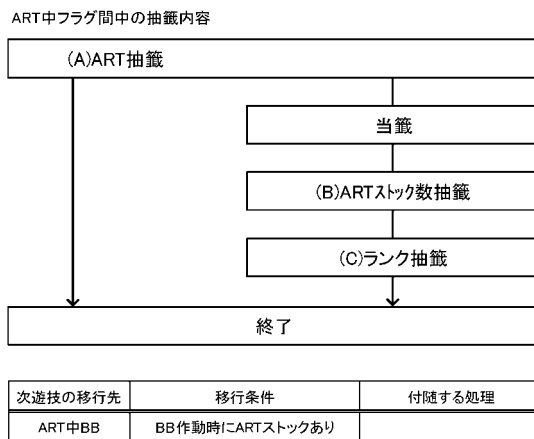 ART中フラグ間中の抽籤内容
(A)ART抽籤
当籤
(B)ARTストック数抽籤
(C)ランク抽籤
終了
次遊技の移行先 移行条件 付随する処理
ART中BB BB作動時にARTストックあり